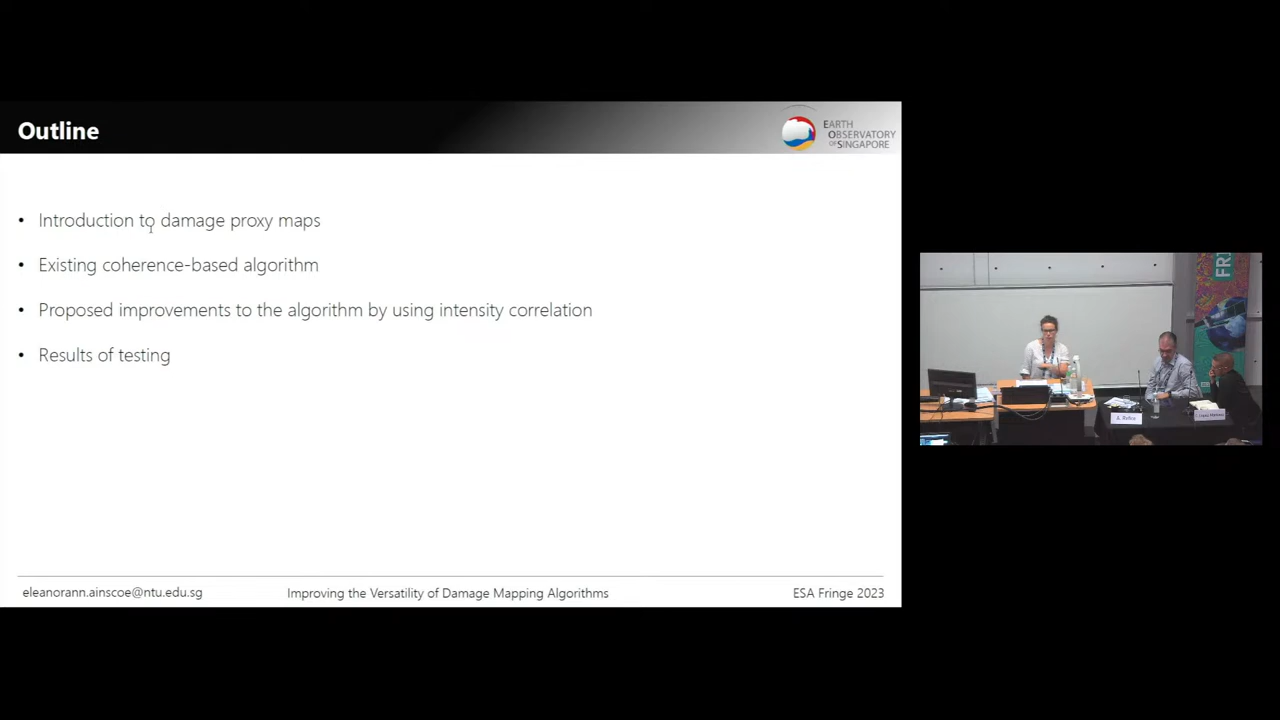 Outline
EARTH
OBSERVATORY
OF SINGAPORE
• Introduction to damage proxy maps
• Existing coherence-based algorithm
• Proposed improvements to the algorithm by using intensity correlation
• Results of testing
eleanorann.ainscoe@ntu.edu.sg
Improving the Versatility of Damage Mapping Algorithms
ESA Fringe 2023
FRI